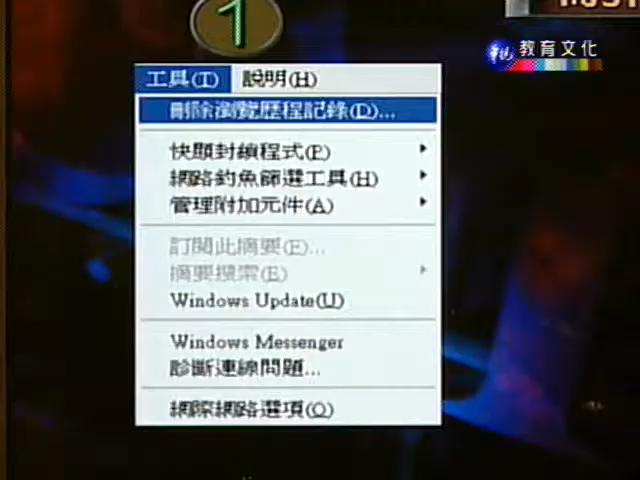 1
華視 教育文化
工具(T) 說明(H)
刪除瀏覽歷程記錄(D)...
快顯封鎖程式(P)
網路釣魚篩選工具(H)
管理附加元件(A)
訂閱此摘要(E)...
摘要搜索(E)
Windows Update(U)
Windows Messenger
診斷連線問題...
網際網路選項(O)